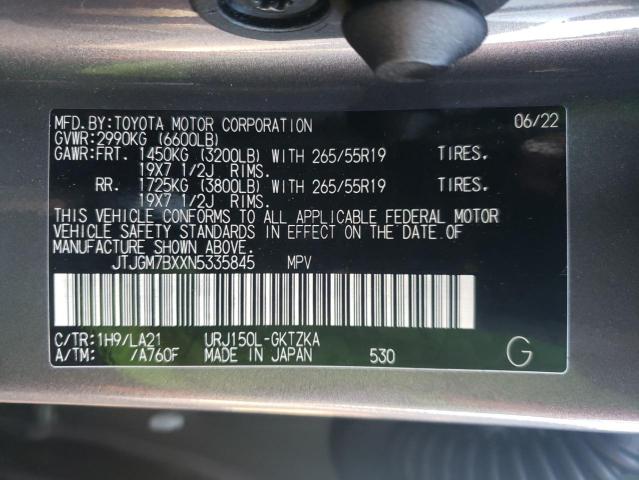 MFD.BY:TOYOTA MOTOR CORPORATION 06/22
GVWR:2990KG (6600LB)
GAWR:FRT. 1450KG (3200LB) WITH 265/55R19 TIRES.
19X7 1/2J RIMS.
RR. 1725KG (3800LB) WITH 265/55R19 TIRES.
19X7 1/2J RIMS.
THIS VEHICLE CONFORMS TO ALL APPLICABLE FEDERAL MOTOR
VEHICLE SAFETY STANDARDS IN EFFECT ON THE DATE OF
MANUFACTURE SHOWN ABOVE.
JTJGM7BXXN5335845 MPV
C/TR:1H9/LA21 URJ150L-GKTZKA
A/TM: /A760F MADE IN JAPAN 530 G